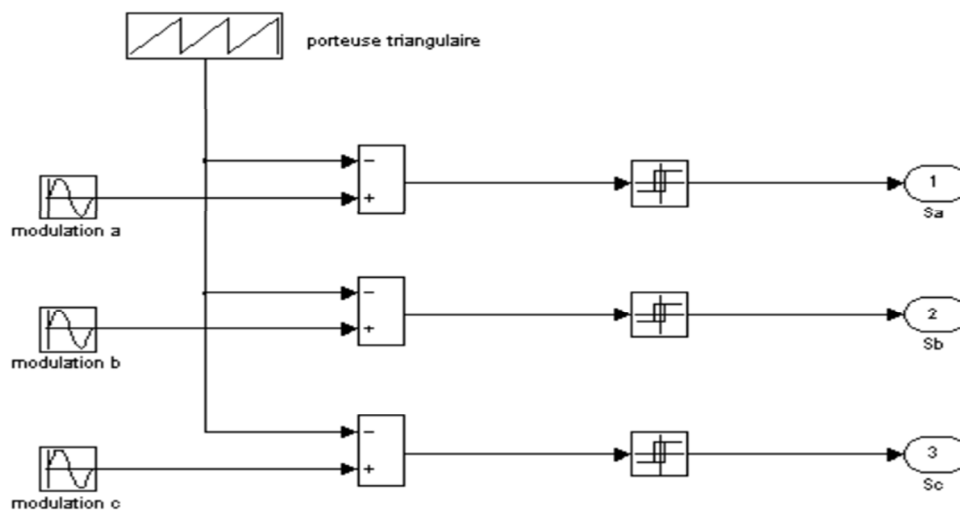 porteuse triangulaire
−
+
1
modulation a
Sa
−
+
2
modulation b
Sb
−
+
3
modulation c
Sc